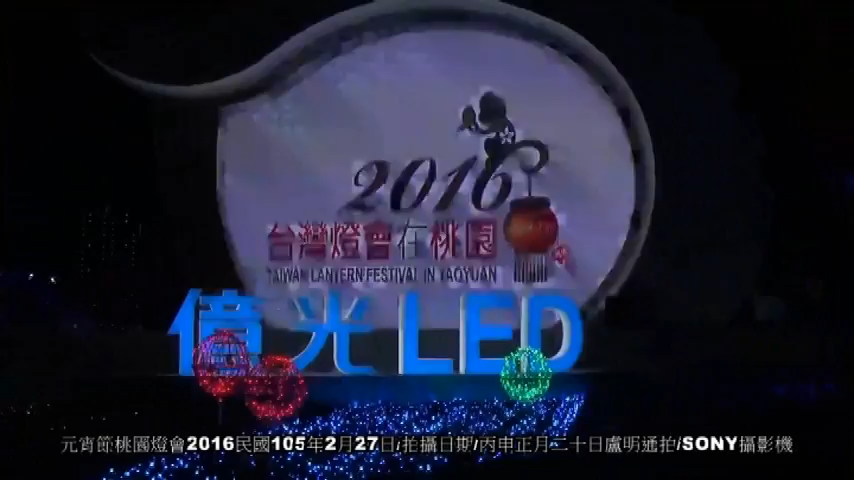 2016
台灣燈會在桃園
TAIWAN LANTERN FESTIVAL IN TAOYUAN
億光 LED
元宵節桃園燈會2016民國105年2月27日/拍攝日期/丙申正月二十日盧明通拍/SONY攝影機